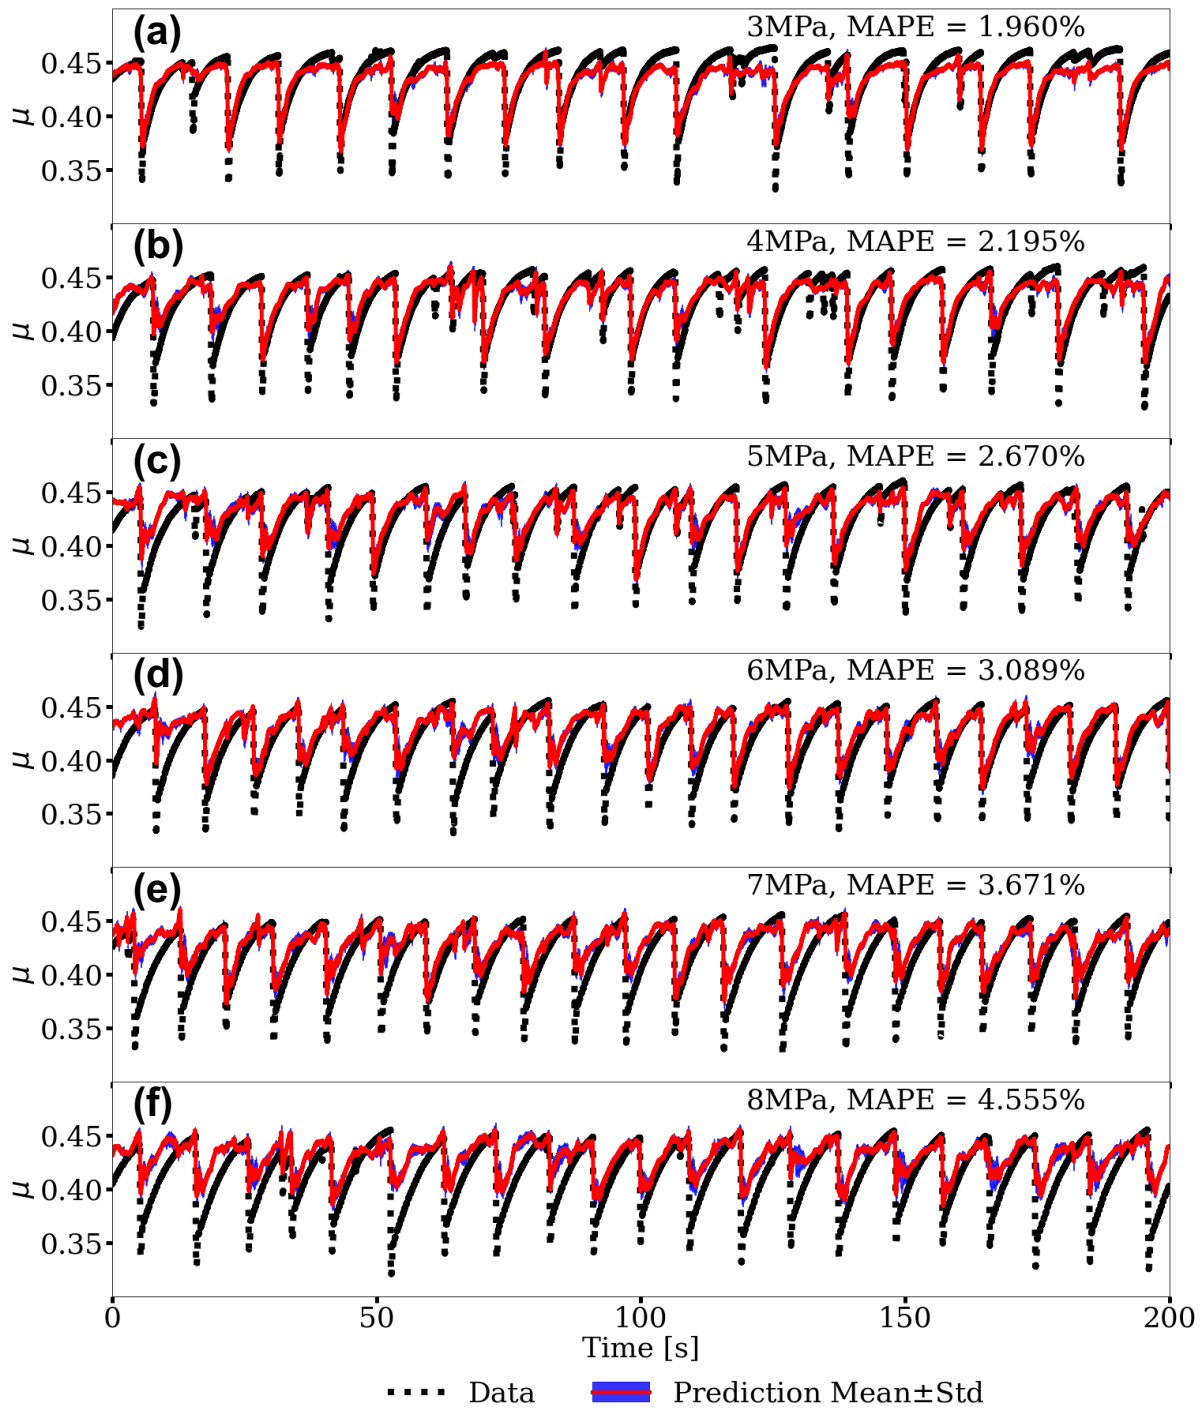 (a)
3MPa, MAPE = 1.960%
0.45
0.40
0.35
μ
(b)
4MPa, MAPE = 2.195%
0.45
0.40
0.35
μ
(c)
5MPa, MAPE = 2.670%
0.45
0.40
0.35
μ
(d)
6MPa, MAPE = 3.089%
0.45
0.40
0.35
μ
(e)
7MPa, MAPE = 3.671%
0.45
0.40
0.35
μ
(f)
8MPa, MAPE = 4.555%
0.45
0.40
0.35
μ
0 50 100 150 200
Time [s]
Data Prediction Mean±Std